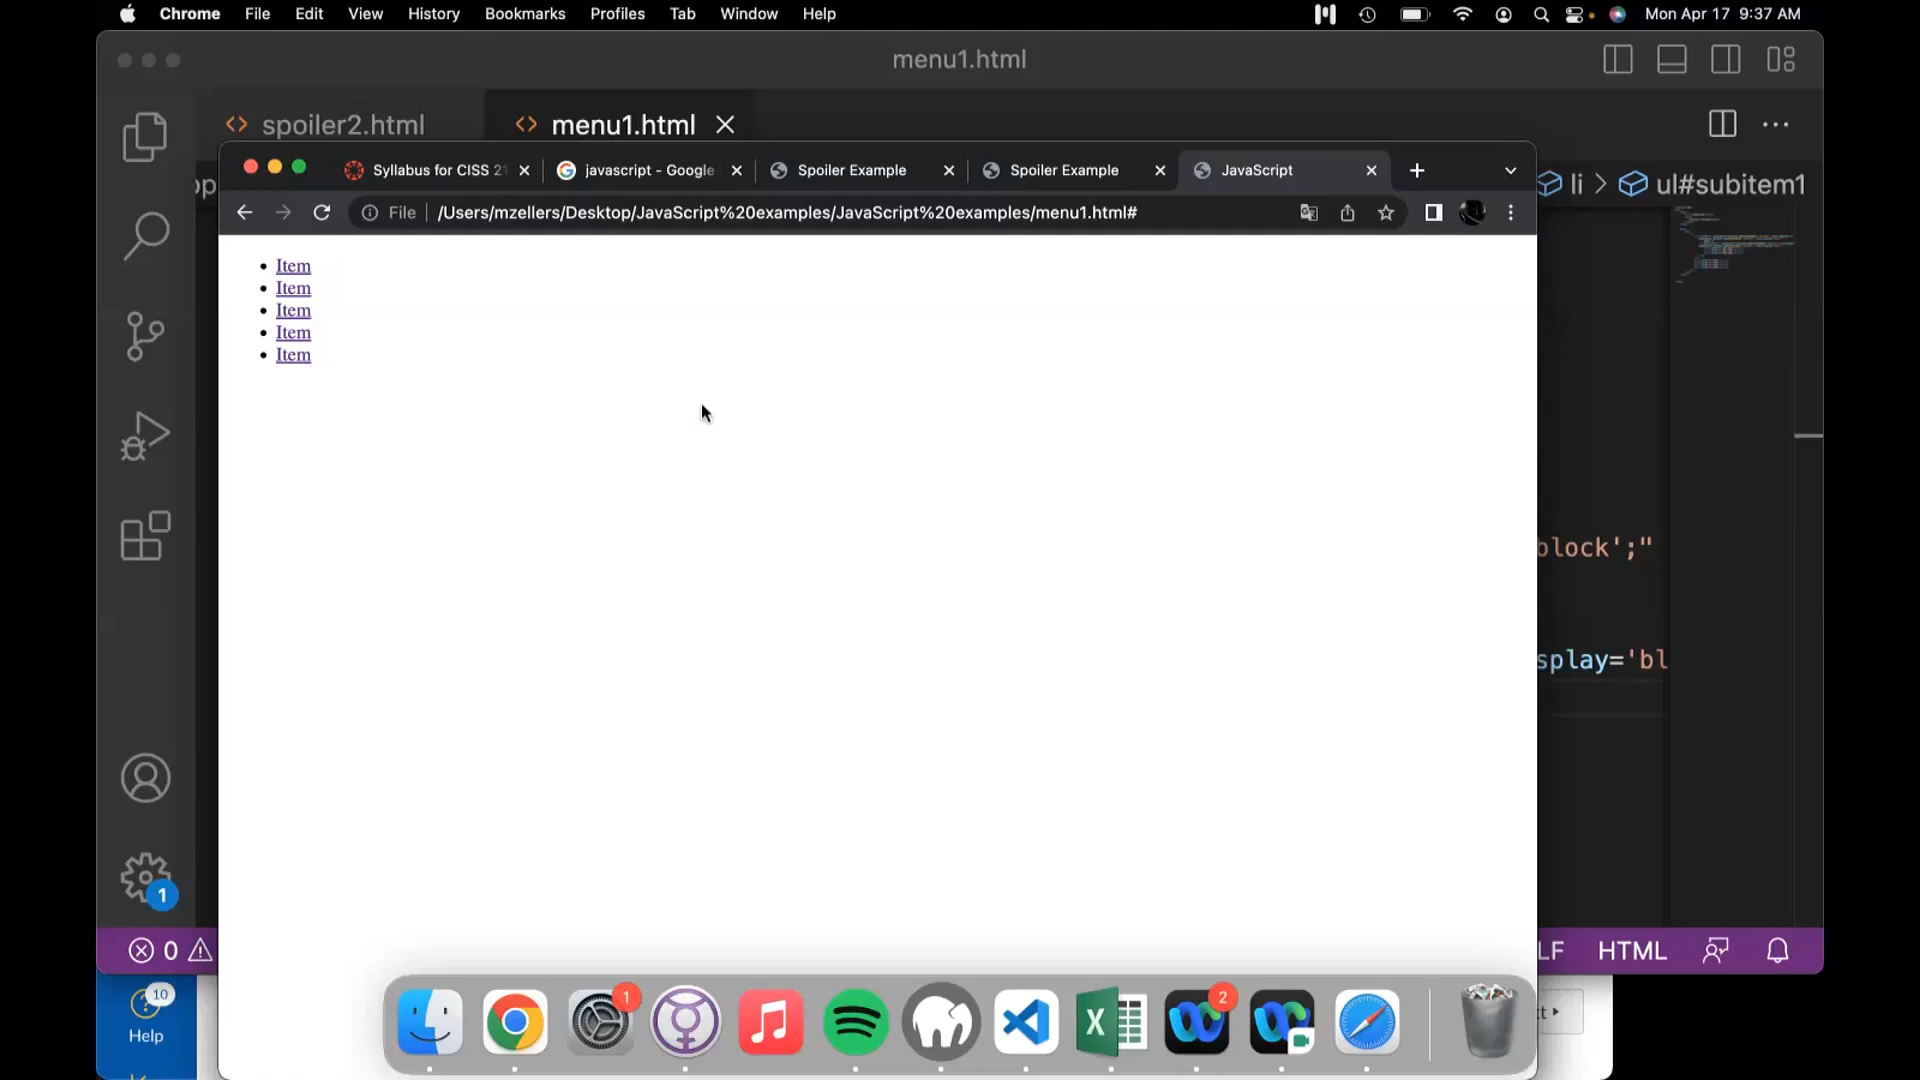 Chrome File Edit View History Bookmarks Profiles Tab Window Help Mon Apr 17 9:37 AM
menu1.html
spoiler2.html menu1.html
Syllabus for CISS 21 javascript - Google Spoiler Example Spoiler Example JavaScript
li > ul#subitem1
File /Users/mzellers/Desktop/JavaScript%20examples/JavaScript%20examples/menu1.html#
• Item
• Item
• Item
• Item
• Item
block';"
splay='bl
1
0 LF HTML
10
Help
1
2
X